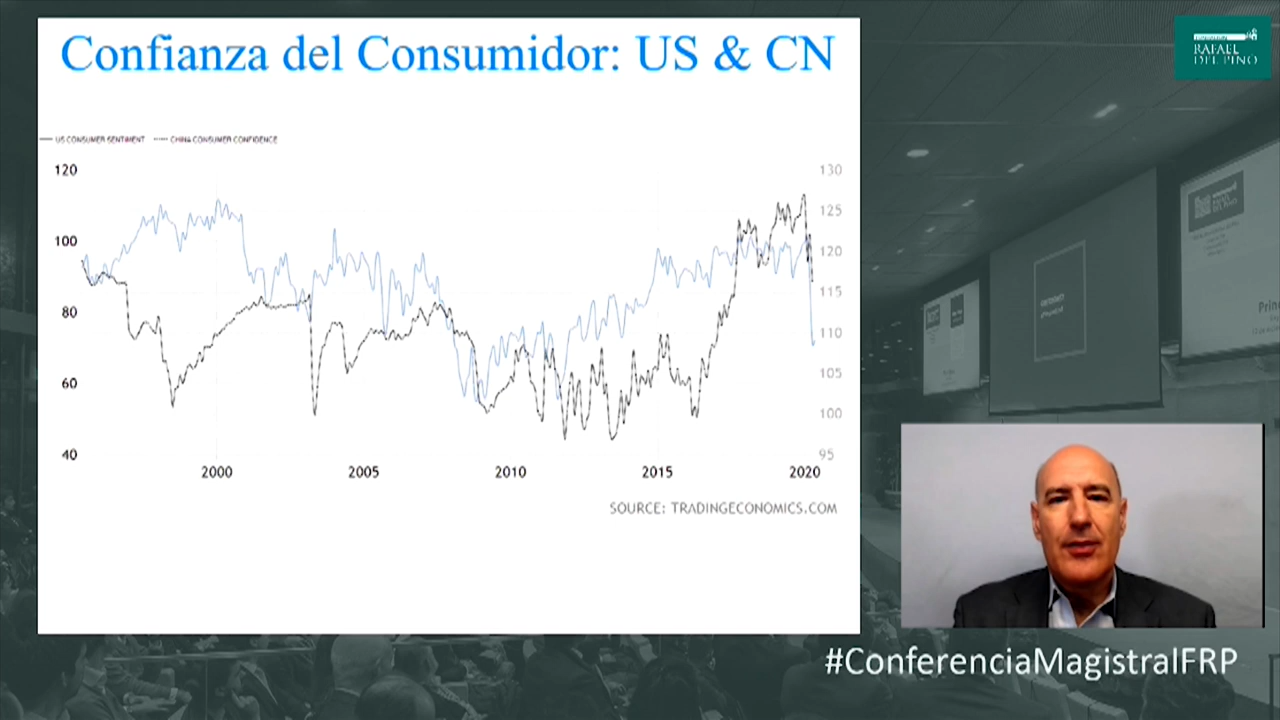 Confianza del Consumidor: US & CN
US CONSUMER SENTIMENT CHINA CONSUMER CONFIDENCE
120 130
125
100 120
80 115
110
60 105
100
40 95
2000 2005 2010 2015 2020
SOURCE: TRADINGECONOMICS.COM
RAFAEL
DEL PINO
#ConferenciaMagistralFRP